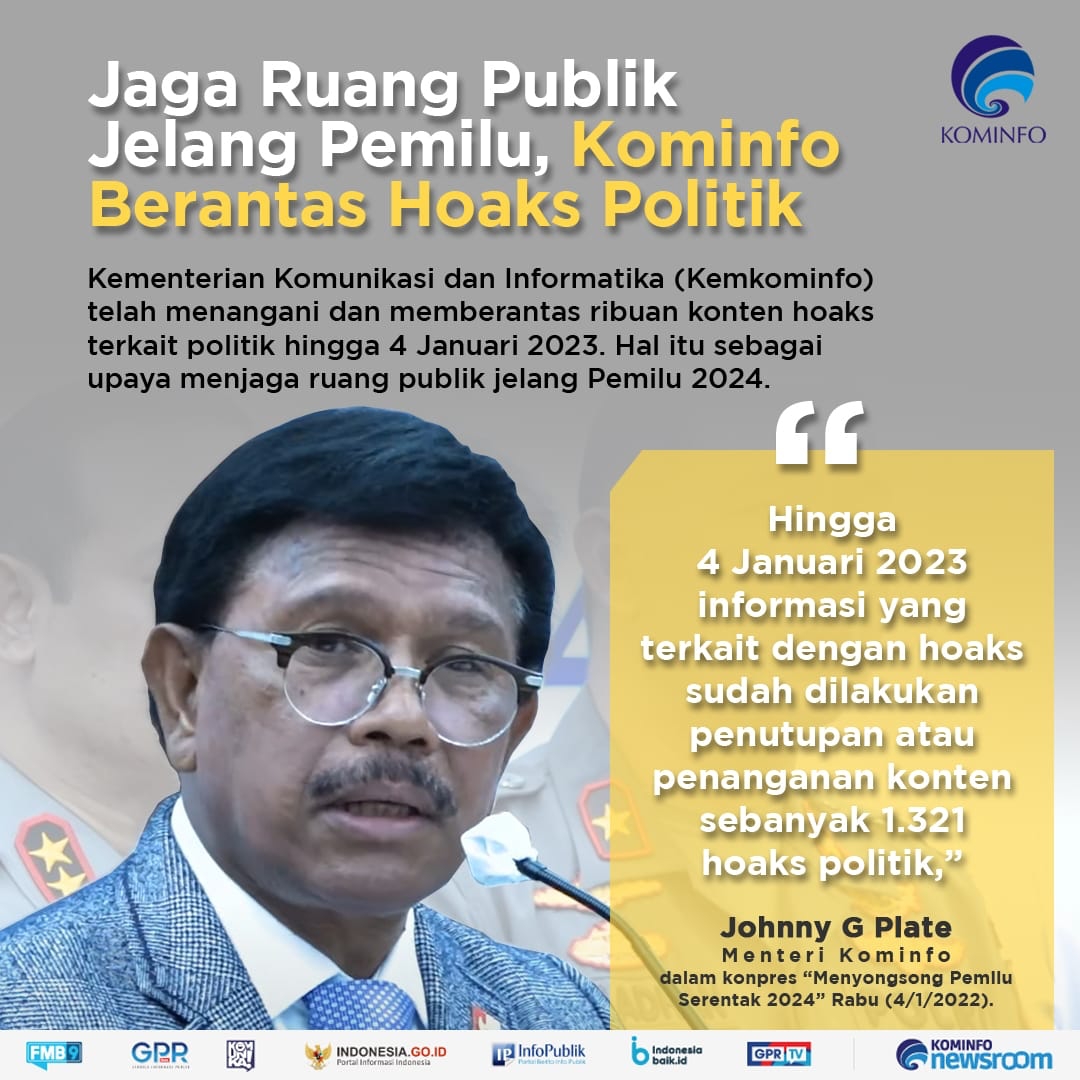 Jaga Ruang Publik
Jelang Pemilu, Kominfo
Berantas Hoaks Politik
KOMINFO
Kementerian Komunikasi dan Informatika (Kemkominfo)
telah menangani dan memberantas ribuan konten hoaks
terkait politik hingga 4 Januari 2023. Hal itu sebagai
upaya menjaga ruang publik jelang Pemilu 2024.
“
Hingga
4 Januari 2023
informasi yang
terkait dengan hoaks
sudah dilakukan
penutupan atau
penanganan konten
sebanyak 1.321
hoaks politik,”
Johnny G Plate
Menteri Kominfo
dalam konpres “Menyongsong Pemilu
Serentak 2024” Rabu (4/1/2022).
FMB9
GPR
INDONESIA.GO.ID
Portal Informasi Indonesia
InfoPublik
Portal Berita Info Publik
Indonesia
baik.id
GPR TV
KOMINFO
newsroom